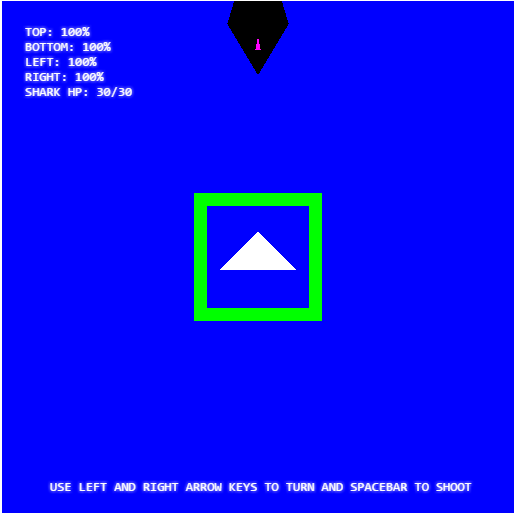 TOP: 100%
BOTTOM: 100%
LEFT: 100%
RIGHT: 100%
SHARK HP: 30/30
USE LEFT AND RIGHT ARROW KEYS TO TURN AND SPACEBAR TO SHOOT